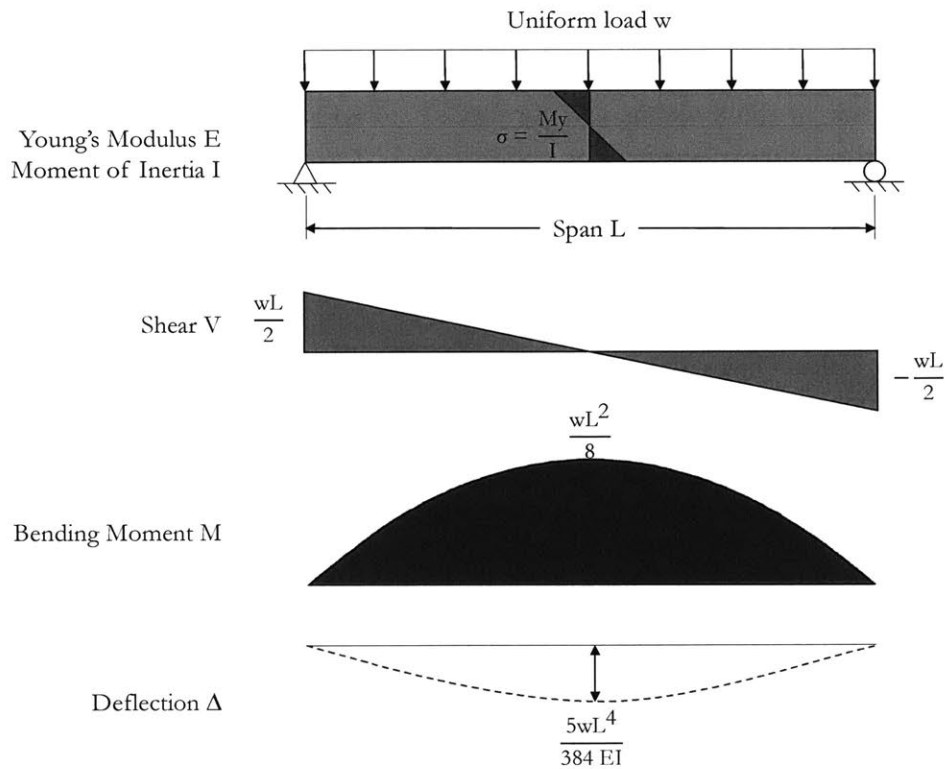 Uniform load w
Young's Modulus E
Moment of Inertia I
σ = My/I
Span L
Shear V
wL/2
− wL/2
wL²/8
Bending Moment M
Deflection Δ
5wL⁴/384 EI